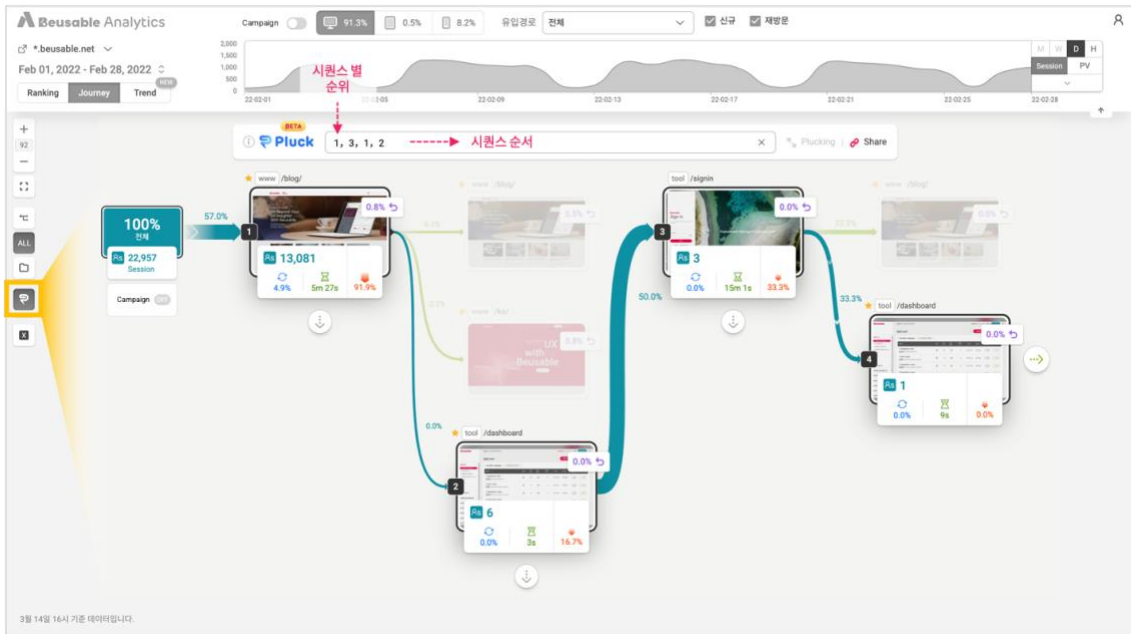 Beusable Analytics
Campaign
91.3%
0.5%
8.2%
유입경로
전체
신규
재방문
*.beusable.net
Feb 01, 2022 - Feb 28, 2022
Ranking
Journey
Trend
NEW
2,000
1,500
1,000
500
0
22-02-01
22-02-05
22-02-09
22-02-13
22-02-17
22-02-21
22-02-25
22-02-28
M W D H
Session PV
시퀀스 별
순위
BETA
Pluck
1, 3, 1, 2
시퀀스 순서
Plucking
Share
92
ALL
X
100%
전체
22,957
Session
Campaign OFF
57.0%
www /blog/
0.8%
1
13,081
4.9%
5m 27s
91.9%
www /blog/
www
UX
with
Beusable
0.0%
tool /dashboard
0.0%
2
6
0.0%
3s
16.7%
50.0%
tool /signin
0.0%
3
3
0.0%
15m 1s
33.3%
www /blog/
33.3%
tool /dashboard
0.0%
4
1
0.0%
9s
0.0%
3월 14일 16시 기준 데이터입니다.